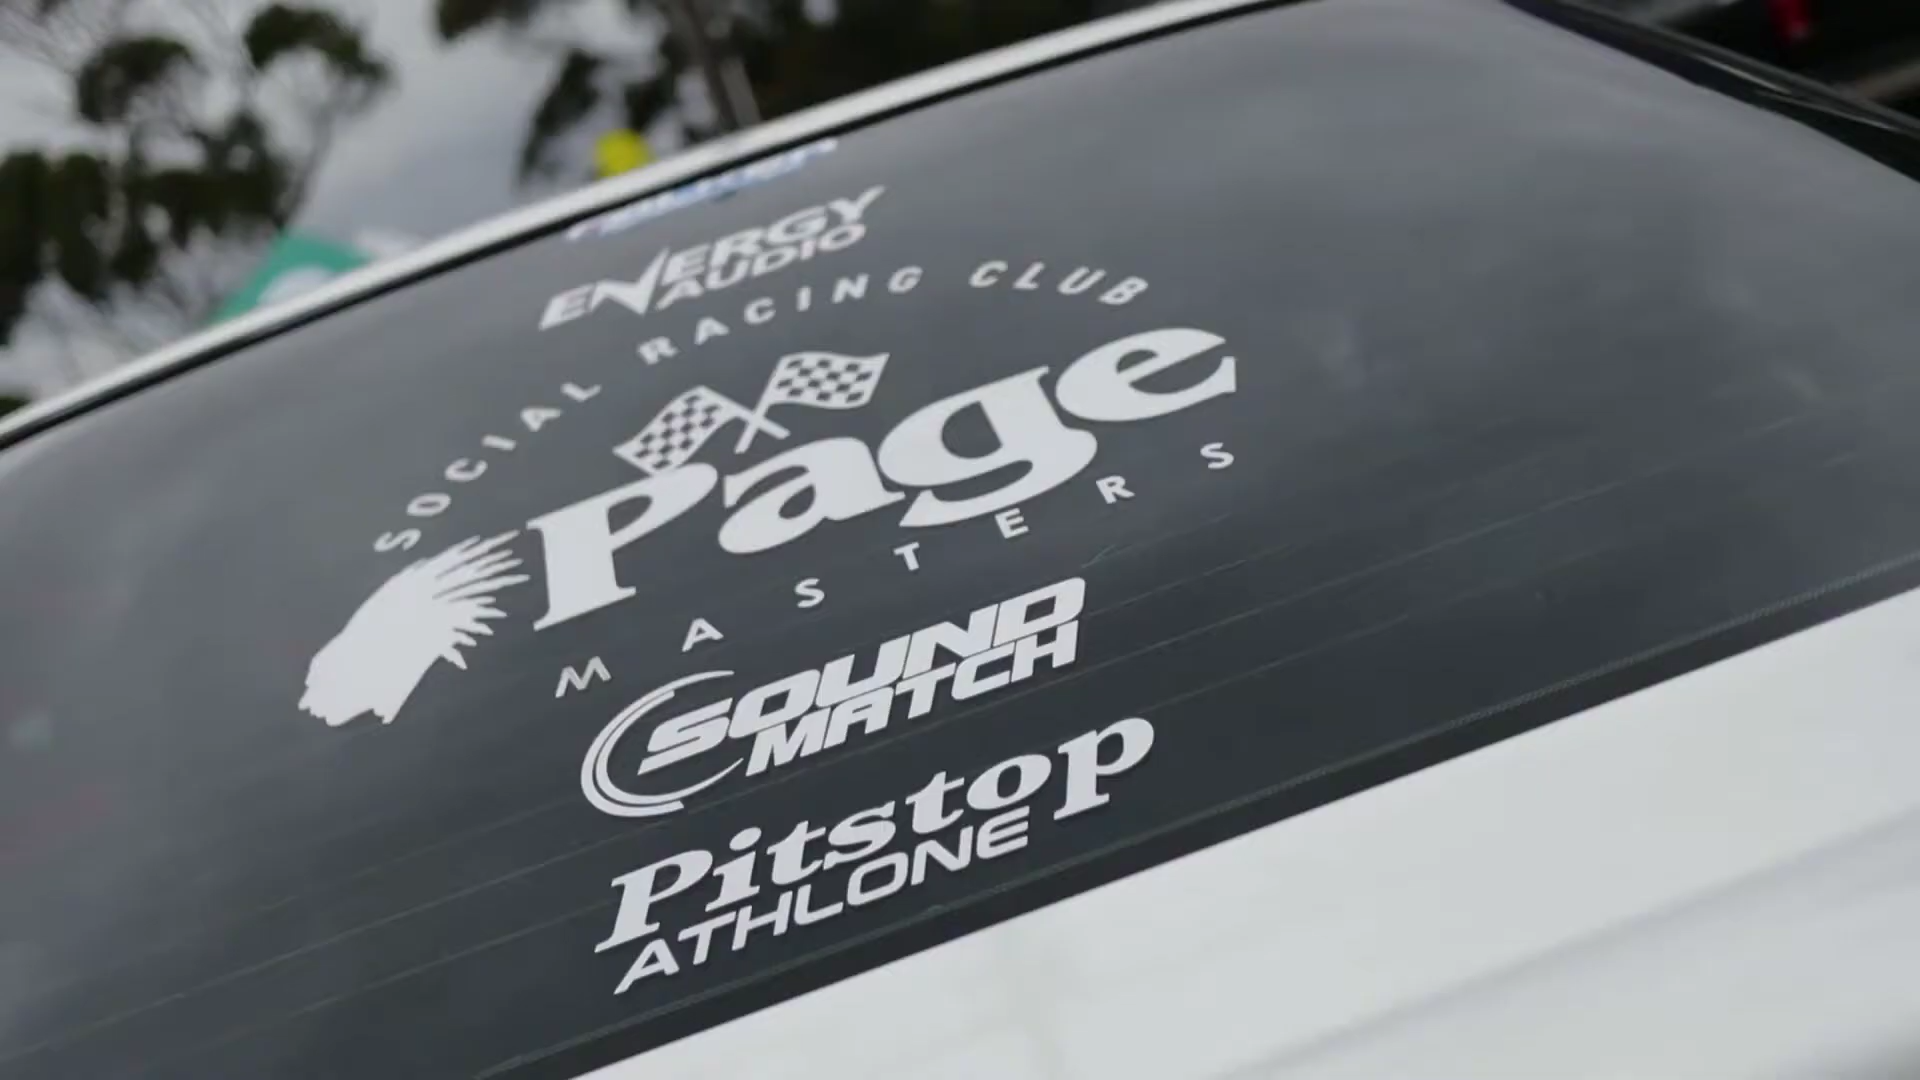 ENERGY
AUDIO
SOCIAL RACING CLUB
Page
MASTERS
SOUND
MATCH
Pitstop
ATHLONE